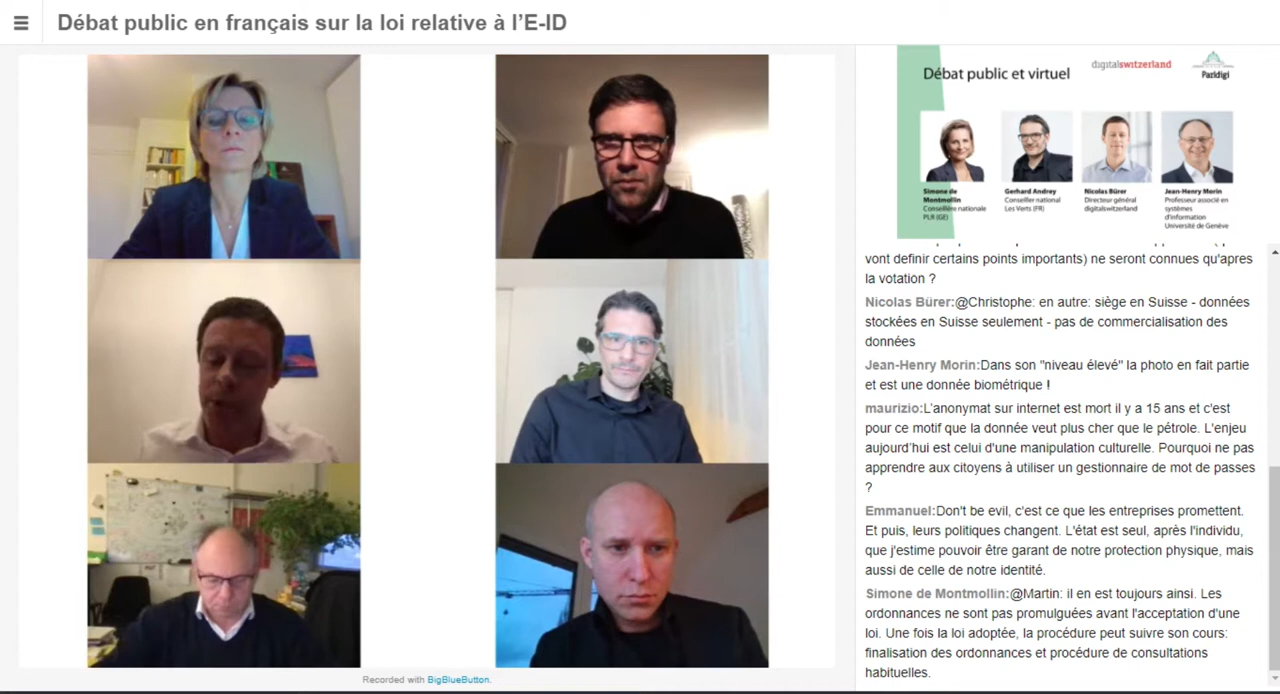 Débat public en français sur la loi relative à l’E-ID
Débat public et virtuel
digitalswitzerland
Parldigi
Simone de
Montmollin
Conseillère nationale
PLR (GE)
Gerhard Andrey
Conseiller national
Les Verts (FR)
Nicolas Bürer
Directeur général
digitalswitzerland
Jean-Henry Morin
Professeur associé en
systèmes
d'information
Université de Genève
vont definir certains points importants) ne seront connues qu'apres
la votation ?
Nicolas Bürer:@Christophe: en autre: siège en Suisse - données
stockées en Suisse seulement - pas de commercialisation des
données
Jean-Henry Morin:Dans son "niveau élevé" la photo en fait partie
et est une donnée biométrique !
maurizio:L’anonymat sur internet est mort il y a 15 ans et c'est
pour ce motif que la donnée veut plus cher que le pétrole. L'enjeu
aujourd’hui est celui d'une manipulation culturelle. Pourquoi ne pas
apprendre aux citoyens à utiliser un gestionnaire de mot de passes
?
Emmanuel:Don't be evil, c'est ce que les entreprises promettent.
Et puis, leurs politiques changent. L'état est seul, après l'individu,
que j'estime pouvoir être garant de notre protection physique, mais
aussi de celle de notre identité.
Simone de Montmollin:@Martin: il en est toujours ainsi. Les
ordonnances ne sont pas promulguées avant l'acceptation d'une
loi. Une fois la loi adoptée, la procédure peut suivre son cours:
finalisation des ordonnances et procédure de consultations
habituelles.
Recorded with BigBlueButton.